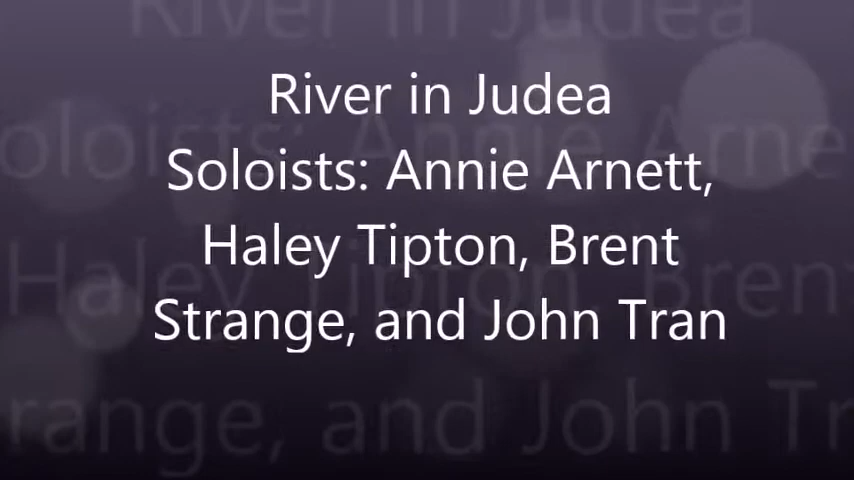 River in Judea
Soloists: Annie Arnett,
Haley Tipton, Brent
Strange, and John Tran